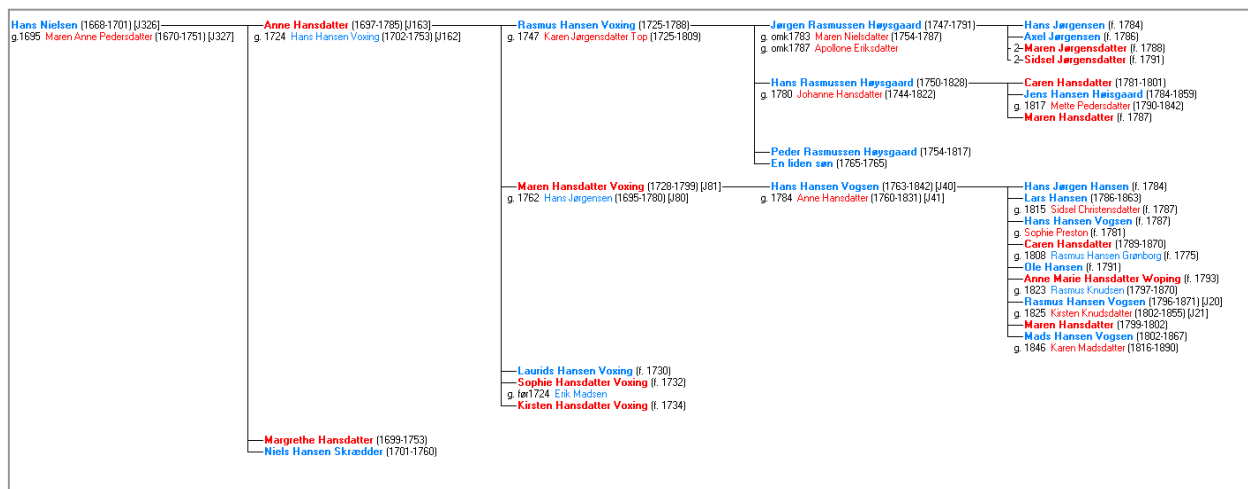 Hans Nielsen (1668-1701) [J326]
g.1695 Maren Anne Pedersdatter (1670-1751) [J327]
Anne Hansdatter (1697-1785) [J163]
g. 1724 Hans Hansen Voxing (1702-1753) [J162]
Rasmus Hansen Voxing (1725-1788)
g. 1747 Karen Jørgensdatter Top (1725-1809)
Jørgen Rasmussen Høysgaard (1747-1791)
g. omk1783 Maren Nielsdatter (1754-1787)
g. omk1787 Apollone Eriksdatter
Hans Jørgensen (f. 1784)
Axel Jørgensen (f. 1786)
2 Maren Jørgensdatter (f. 1788)
2 Sidsel Jørgensdatter (f. 1791)
Hans Rasmussen Høysgaard (1750-1828)
g. 1780 Johanne Hansdatter (1744-1822)
Caren Hansdatter (1781-1801)
Jens Hansen Høisgaard (1784-1859)
g. 1817 Mette Pedersdatter (1790-1842)
Maren Hansdatter (f. 1787)
Peder Rasmussen Høysgaard (1754-1817)
En liden søn (1765-1765)
Maren Hansdatter Voxing (1728-1799) [J81]
g. 1762 Hans Jørgensen (1695-1780) [J80]
Hans Hansen Vogsen (1763-1842) [J40]
g. 1784 Anne Hansdatter (1760-1831) [J41]
Hans Jørgen Hansen (f. 1784)
Lars Hansen (1786-1863)
g. 1815 Sidsel Christensdatter (f. 1787)
Hans Hansen Vogsen (f. 1787)
g. Sophie Preston (f. 1781)
Caren Hansdatter (1789-1870)
g. 1808 Rasmus Hansen Grønborg (f. 1775)
Ole Hansen (f. 1791)
Anne Marie Hansdatter Woping (f. 1793)
g. 1823 Rasmus Knudsen (1797-1870)
Rasmus Hansen Vogsen (1796-1871) [J20]
g. 1825 Kirsten Knudsdatter (1802-1855) [J21]
Maren Hansdatter (1799-1802)
Mads Hansen Vogsen (1802-1867)
g. 1846 Karen Madsdatter (1816-1890)
Laurids Hansen Voxing (f. 1730)
Sophie Hansdatter Voxing (f. 1732)
g. før1724 Erik Madsen
Kirsten Hansdatter Voxing (f. 1734)
Margrethe Hansdatter (1699-1753)
Niels Hansen Skrædder (1701-1760)